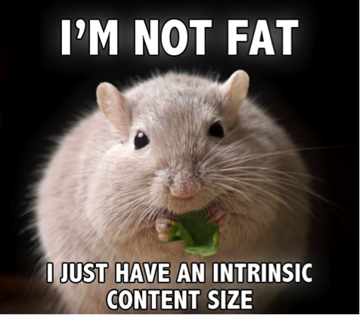 I'M NOT FAT
I JUST HAVE AN INTRINSIC
CONTENT SIZE